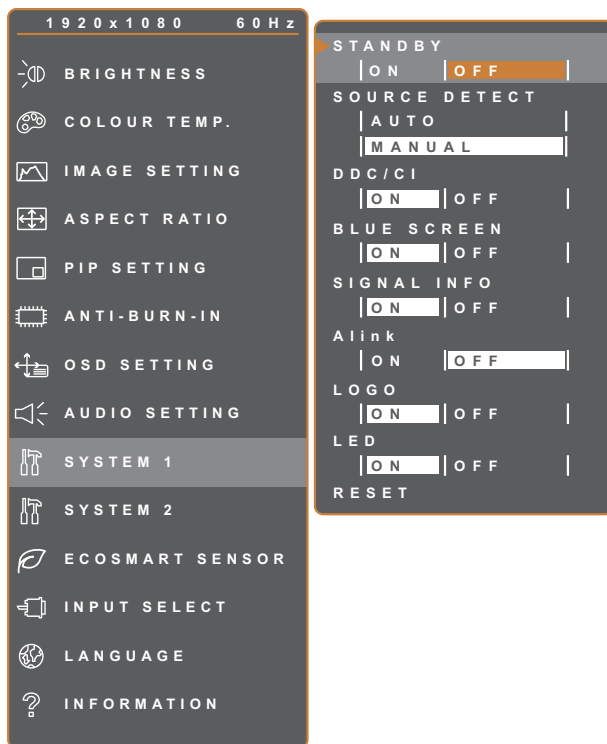 1920x1080 60Hz
BRIGHTNESS
COLOUR TEMP.
IMAGE SETTING
ASPECT RATIO
PIP SETTING
ANTI-BURN-IN
OSD SETTING
AUDIO SETTING
SYSTEM 1
SYSTEM 2
ECOSMART SENSOR
INPUT SELECT
LANGUAGE
INFORMATION
STANDBY
ON OFF
SOURCE DETECT
AUTO
MANUAL
DDC/CI
ON OFF
BLUE SCREEN
ON OFF
SIGNAL INFO
ON OFF
Alink
ON OFF
LOGO
ON OFF
LED
ON OFF
RESET